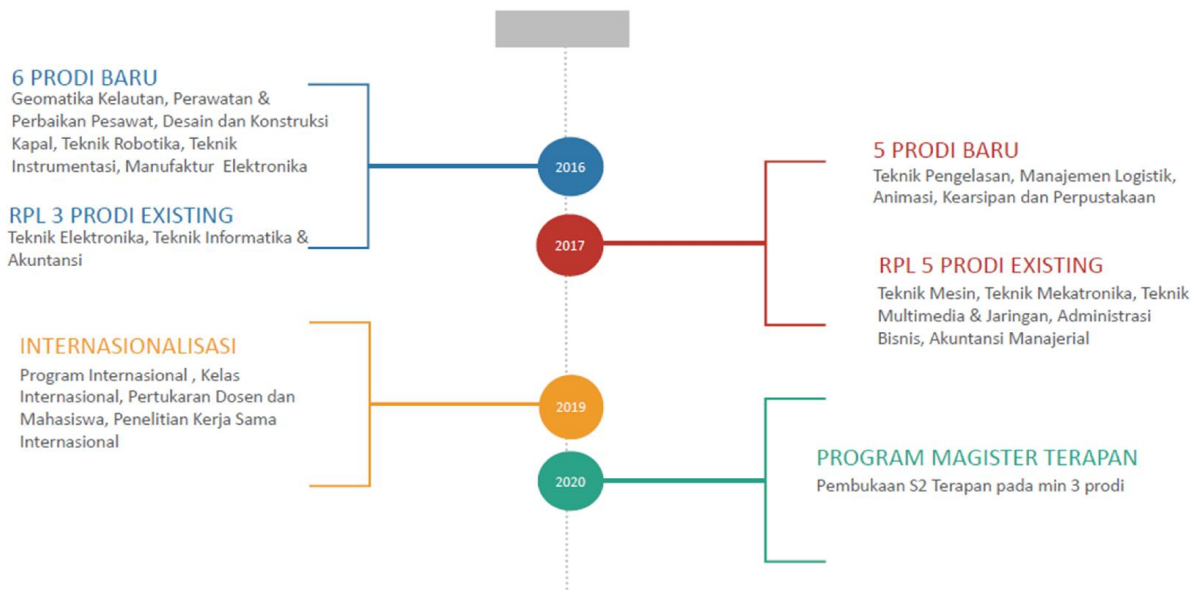 6 PRODI BARU
Geomatika Kelautan, Perawatan &
Perbaikan Pesawat, Desain dan Konstruksi
Kapal, Teknik Robotika, Teknik
Instrumentasi, Manufaktur Elektronika
RPL 3 PRODI EXISTING
Teknik Elektronika, Teknik Informatika &
Akuntansi
2016
5 PRODI BARU
Teknik Pengelasan, Manajemen Logistik,
Animasi, Kearsipan dan Perpustakaan
RPL 5 PRODI EXISTING
Teknik Mesin, Teknik Mekatronika, Teknik
Multimedia & Jaringan, Administrasi
Bisnis, Akuntansi Manajerial
2017
INTERNASIONALISASI
Program Internasional , Kelas
Internasional, Pertukaran Dosen dan
Mahasiswa, Penelitian Kerja Sama
Internasional
2019
2020
PROGRAM MAGISTER TERAPAN
Pembukaan S2 Terapan pada min 3 prodi